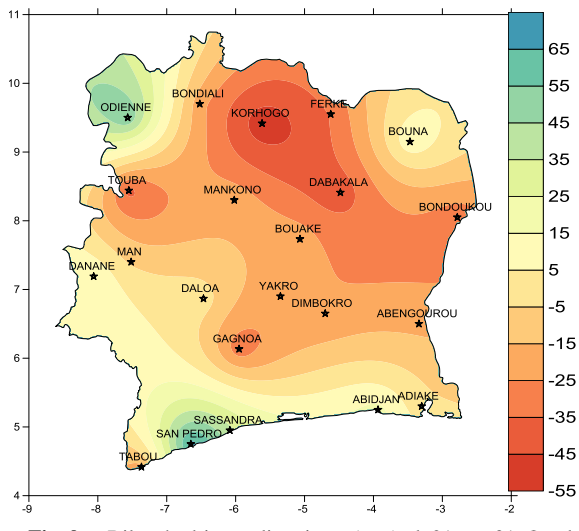 11
10
9
8
7
6
5
4
-9
-8
-7
-6
-5
-4
-3
-2
ODIENNE
BONDIALI
KORHOGO
FERKE
BOUNA
TOUBA
MANKONO
DABAKALA
BONDOUKOU
BOUAKE
MAN
DANANE
DALOA
YAKRO
DIMBOKRO
ABENGOUROU
GAGNOA
ABIDJAN
ADIAKE
SASSANDRA
SAN PEDRO
TABOU
65
55
45
35
25
15
5
-5
-15
-25
-35
-45
-55